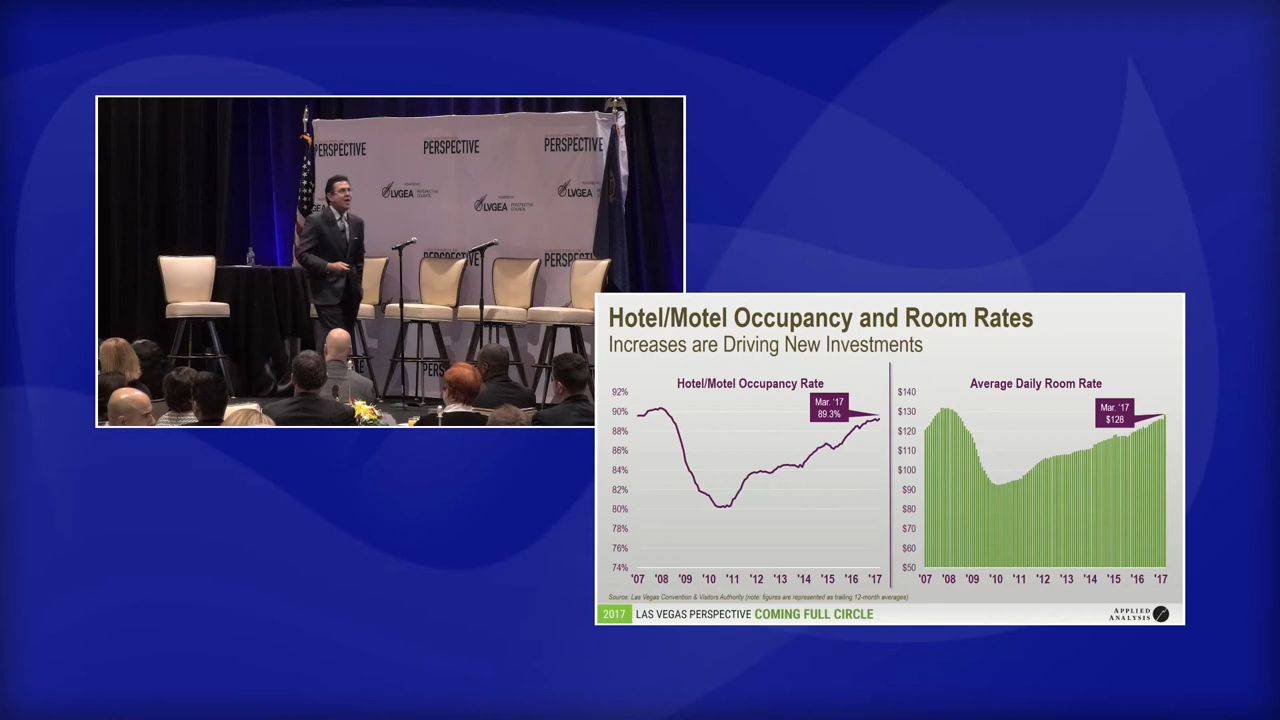 PERSPECTIVE
PERSPECTIVE
PERSPECTIVE
LVGEA
LVGEA
LVGEA
LVGEA
PERSPECTIVE
PERSPECTIVE
PERSPECT
Hotel/Motel Occupancy and Room Rates
Increases are Driving New Investments
Hotel/Motel Occupancy Rate
92%
90%
88%
86%
84%
82%
80%
78%
76%
74%
Mar. '17
89.3%
'07 '08 '09 '10 '11 '12 '13 '14 '15 '16 '17
Average Daily Room Rate
$140
$130
$120
$110
$100
$90
$80
$70
$60
$50
Mar. '17
$128
'07 '08 '09 '10 '11 '12 '13 '14 '15 '16 '17
Source: Las Vegas Convention & Visitors Authority (note: figures are represented as trailing 12-month averages)
2017 LAS VEGAS PERSPECTIVE COMING FULL CIRCLE
APPLIED
ANALYSIS